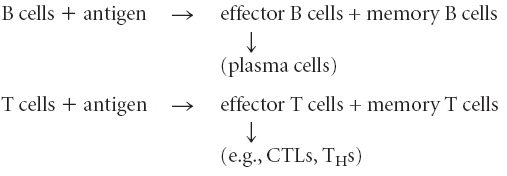 B cells + antigen → effector B cells + memory B cells
↓
(plasma cells)
T cells + antigen → effector T cells + memory T cells
↓
(e.g., CTLs, THs)